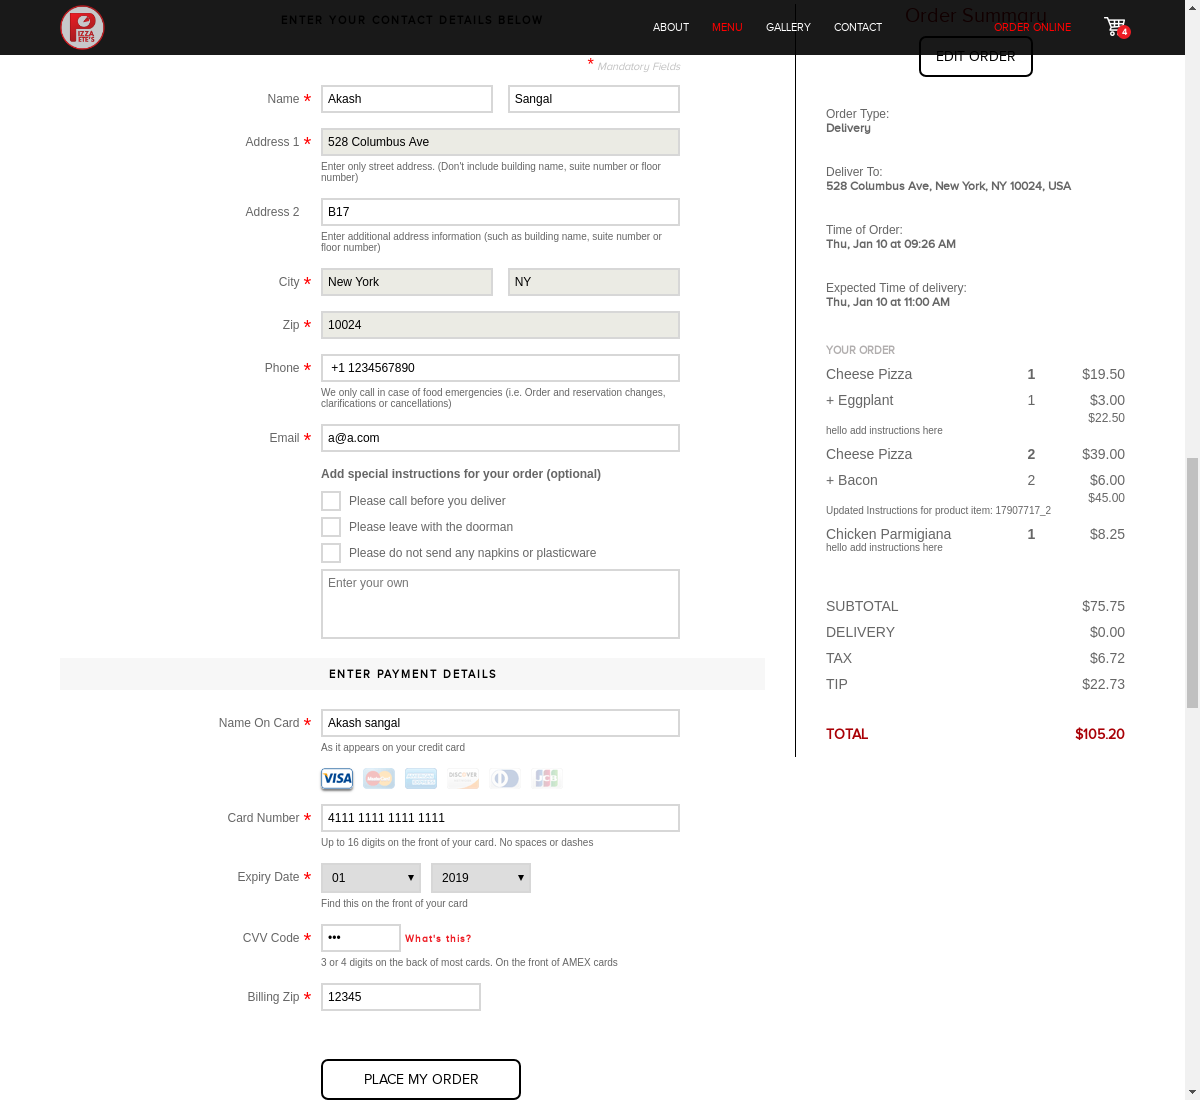 ENTER YOUR CONTACT DETAILS BELOW
PIZZA
PETE'S
ABOUT
MENU
GALLERY
CONTACT
ORDER ONLINE
4
* Mandatory Fields
Name *
Akash
Sangal
Address 1 *
528 Columbus Ave
Enter only street address. (Don't include building name, suite number or floor
number)
Address 2
B17
Enter additional address information (such as building name, suite number or
floor number)
City *
New York
NY
Zip *
10024
Phone *
+1 1234567890
We only call in case of food emergencies (i.e. Order and reservation changes,
clarifications or cancellations)
Email *
a@a.com
Add special instructions for your order (optional)
Please call before you deliver
Please leave with the doorman
Please do not send any napkins or plasticware
Enter your own
ENTER PAYMENT DETAILS
Name On Card *
Akash sangal
As it appears on your credit card
VISA
MasterCard
DISCOVER
JCB
Card Number *
4111 1111 1111 1111
Up to 16 digits on the front of your card. No spaces or dashes
Expiry Date *
01
2019
Find this on the front of your card
CVV Code *
•••
What's this?
3 or 4 digits on the back of most cards. On the front of AMEX cards
Billing Zip *
12345
PLACE MY ORDER
Order Summary
EDIT ORDER
Order Type:
Delivery
Deliver To:
528 Columbus Ave, New York, NY 10024, USA
Time of Order:
Thu, Jan 10 at 09:26 AM
Expected Time of delivery:
Thu, Jan 10 at 11:00 AM
YOUR ORDER
Cheese Pizza 1 $19.50
+ Eggplant 1 $3.00
$22.50
hello add instructions here
Cheese Pizza 2 $39.00
+ Bacon 2 $6.00
$45.00
Updated Instructions for product item: 17907717_2
Chicken Parmigiana 1 $8.25
hello add instructions here
SUBTOTAL $75.75
DELIVERY $0.00
TAX $6.72
TIP $22.73
TOTAL $105.20